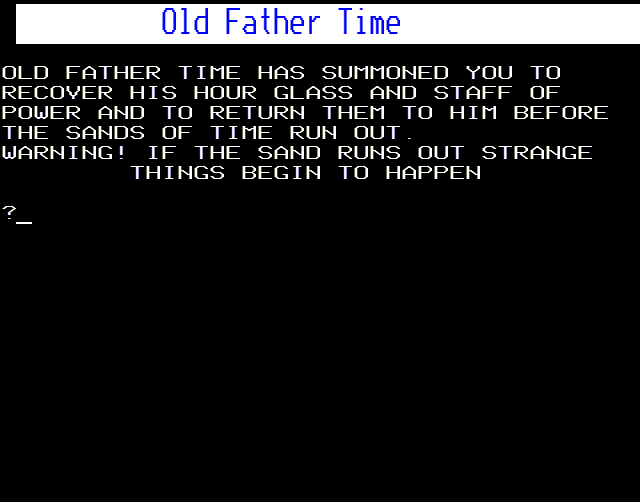 Old Father Time
OLD FATHER TIME HAS SUMMONED YOU TO
RECOVER HIS HOUR GLASS AND STAFF OF
POWER AND TO RETURN THEM TO HIM BEFORE
THE SANDS OF TIME RUN OUT.
WARNING! IF THE SAND RUNS OUT STRANGE
THINGS BEGIN TO HAPPEN
?_